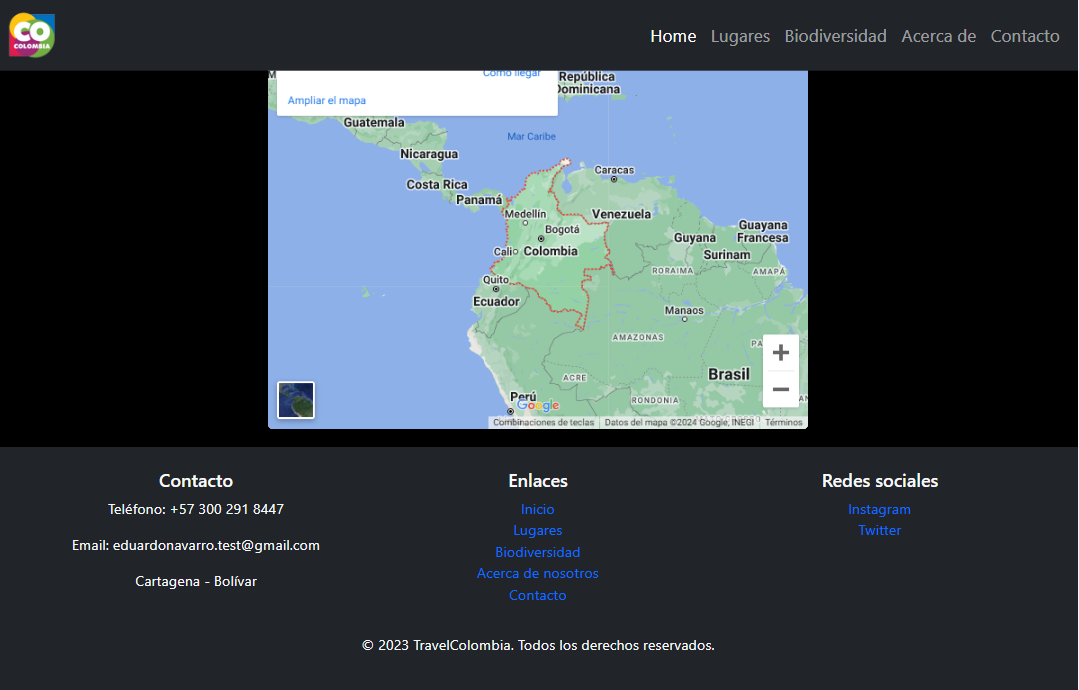 CO
COLOMBIA
Home Lugares Biodiversidad Acerca de Contacto
Cómo llegar
Ampliar el mapa
República
Dominicana
Guatemala
Mar Caribe
Nicaragua
Caracas
Costa Rica
Panamá
Medellín
Venezuela
Bogotá
Guayana
Francesa
Guyana
Surinam
Cali
Colombia
RORAIMA
AMAPÁ
Quito
Ecuador
Manaos
AMAZONAS
Brasil
ACRE
Perú
RONDONIA
Google
Combinaciones de teclas
Datos del mapa ©2024 Google, INEGI
Términos
Contacto
Teléfono: +57 300 291 8447
Email: eduardonavarro.test@gmail.com
Cartagena - Bolívar
Enlaces
Inicio
Lugares
Biodiversidad
Acerca de nosotros
Contacto
Redes sociales
Instagram
Twitter
© 2023 TravelColombia. Todos los derechos reservados.